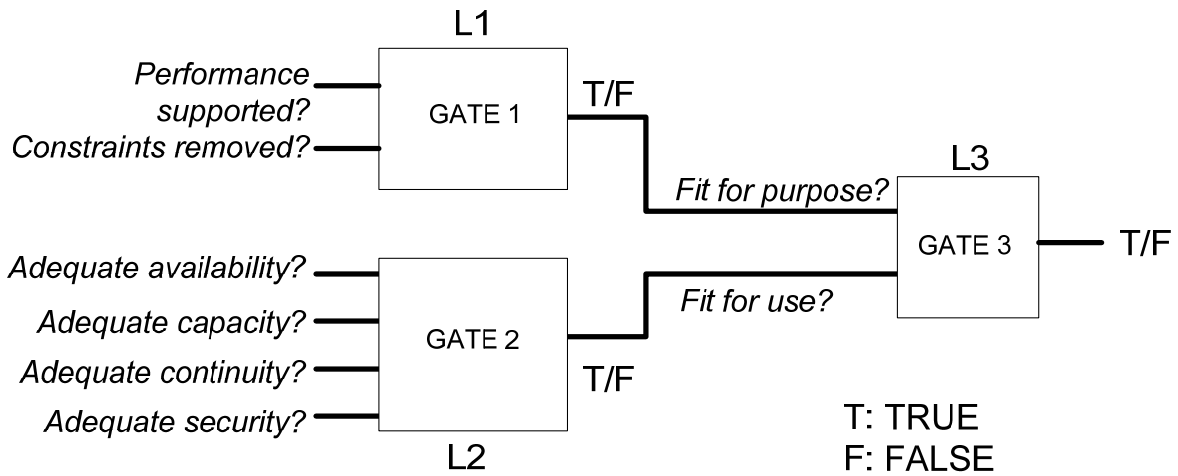 L1
Performance
supported?
Constraints removed?
GATE 1
T/F
Fit for purpose?
Adequate availability?
Adequate capacity?
Adequate continuity?
Adequate security?
GATE 2
L2
T/F
Fit for use?
L3
GATE 3
T/F
T: TRUE
F: FALSE